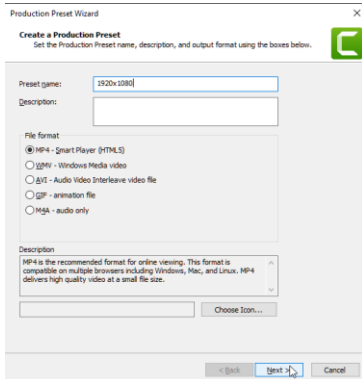 Production Preset Wizard
Create a Production Preset
Set the Production Preset name, description, and output format using the boxes below.
Preset name:
1920x1080
Description:
File format
MP4 - Smart Player (HTML5)
WMV - Windows Media video
AVI - Audio Video Interleave video file
GIF - animation file
M4A - audio only
Description
MP4 is the recommended format for online viewing. This format is
compatible on multiple browsers including Windows, Mac, and Linux. MP4
delivers high quality video at a small file size.
Choose Icon...
< Back
Next >
Cancel